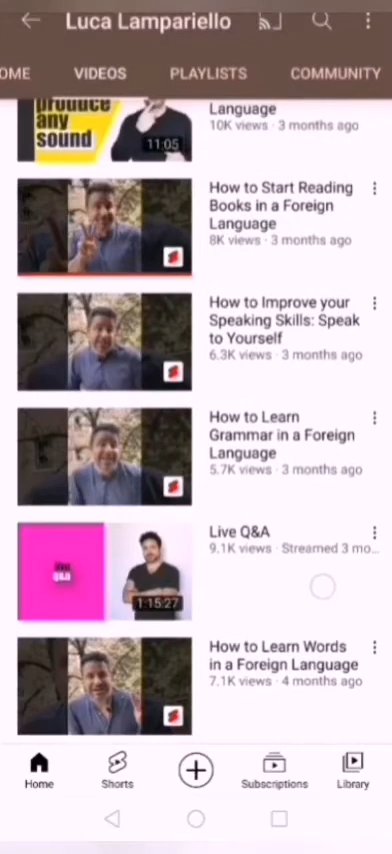 Luca Lampariello
OME VIDEOS PLAYLISTS COMMUNITY
produce
any
sound
11:05
Language
10K views · 3 months ago
How to Start Reading
Books in a Foreign
Language
8K views · 3 months ago
How to Improve your
Speaking Skills: Speak
to Yourself
6.3K views · 3 months ago
How to Learn
Grammar in a Foreign
Language
5.7K views · 3 months ago
live
Q&A
1:15:27
Live Q&A
9.1K views · Streamed 3 mo...
How to Learn Words
in a Foreign Language
7.1K views · 4 months ago
Home Shorts Subscriptions Library